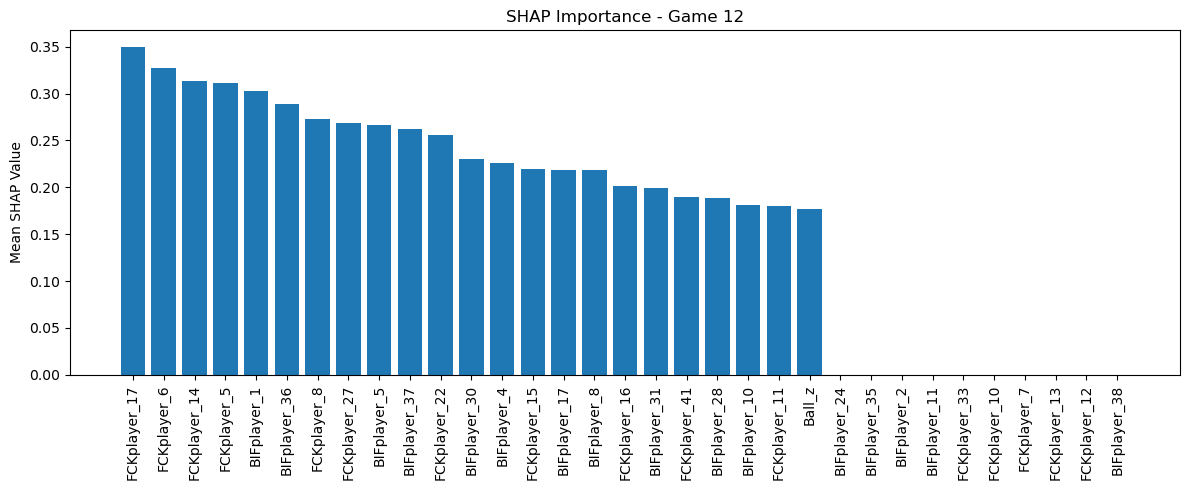 SHAP Importance - Game 12
Mean SHAP Value
0.35
0.30
0.25
0.20
0.15
0.10
0.05
0.00
FCKplayer_17
FCKplayer_6
FCKplayer_14
FCKplayer_5
BIFplayer_1
BIFplayer_36
FCKplayer_8
FCKplayer_27
BIFplayer_5
BIFplayer_37
FCKplayer_22
BIFplayer_30
BIFplayer_4
FCKplayer_15
BIFplayer_17
BIFplayer_8
FCKplayer_16
BIFplayer_31
FCKplayer_41
BIFplayer_28
BIFplayer_10
FCKplayer_11
Ball_z
BIFplayer_24
BIFplayer_35
BIFplayer_2
BIFplayer_11
FCKplayer_33
FCKplayer_10
FCKplayer_7
FCKplayer_13
FCKplayer_12
BIFplayer_38